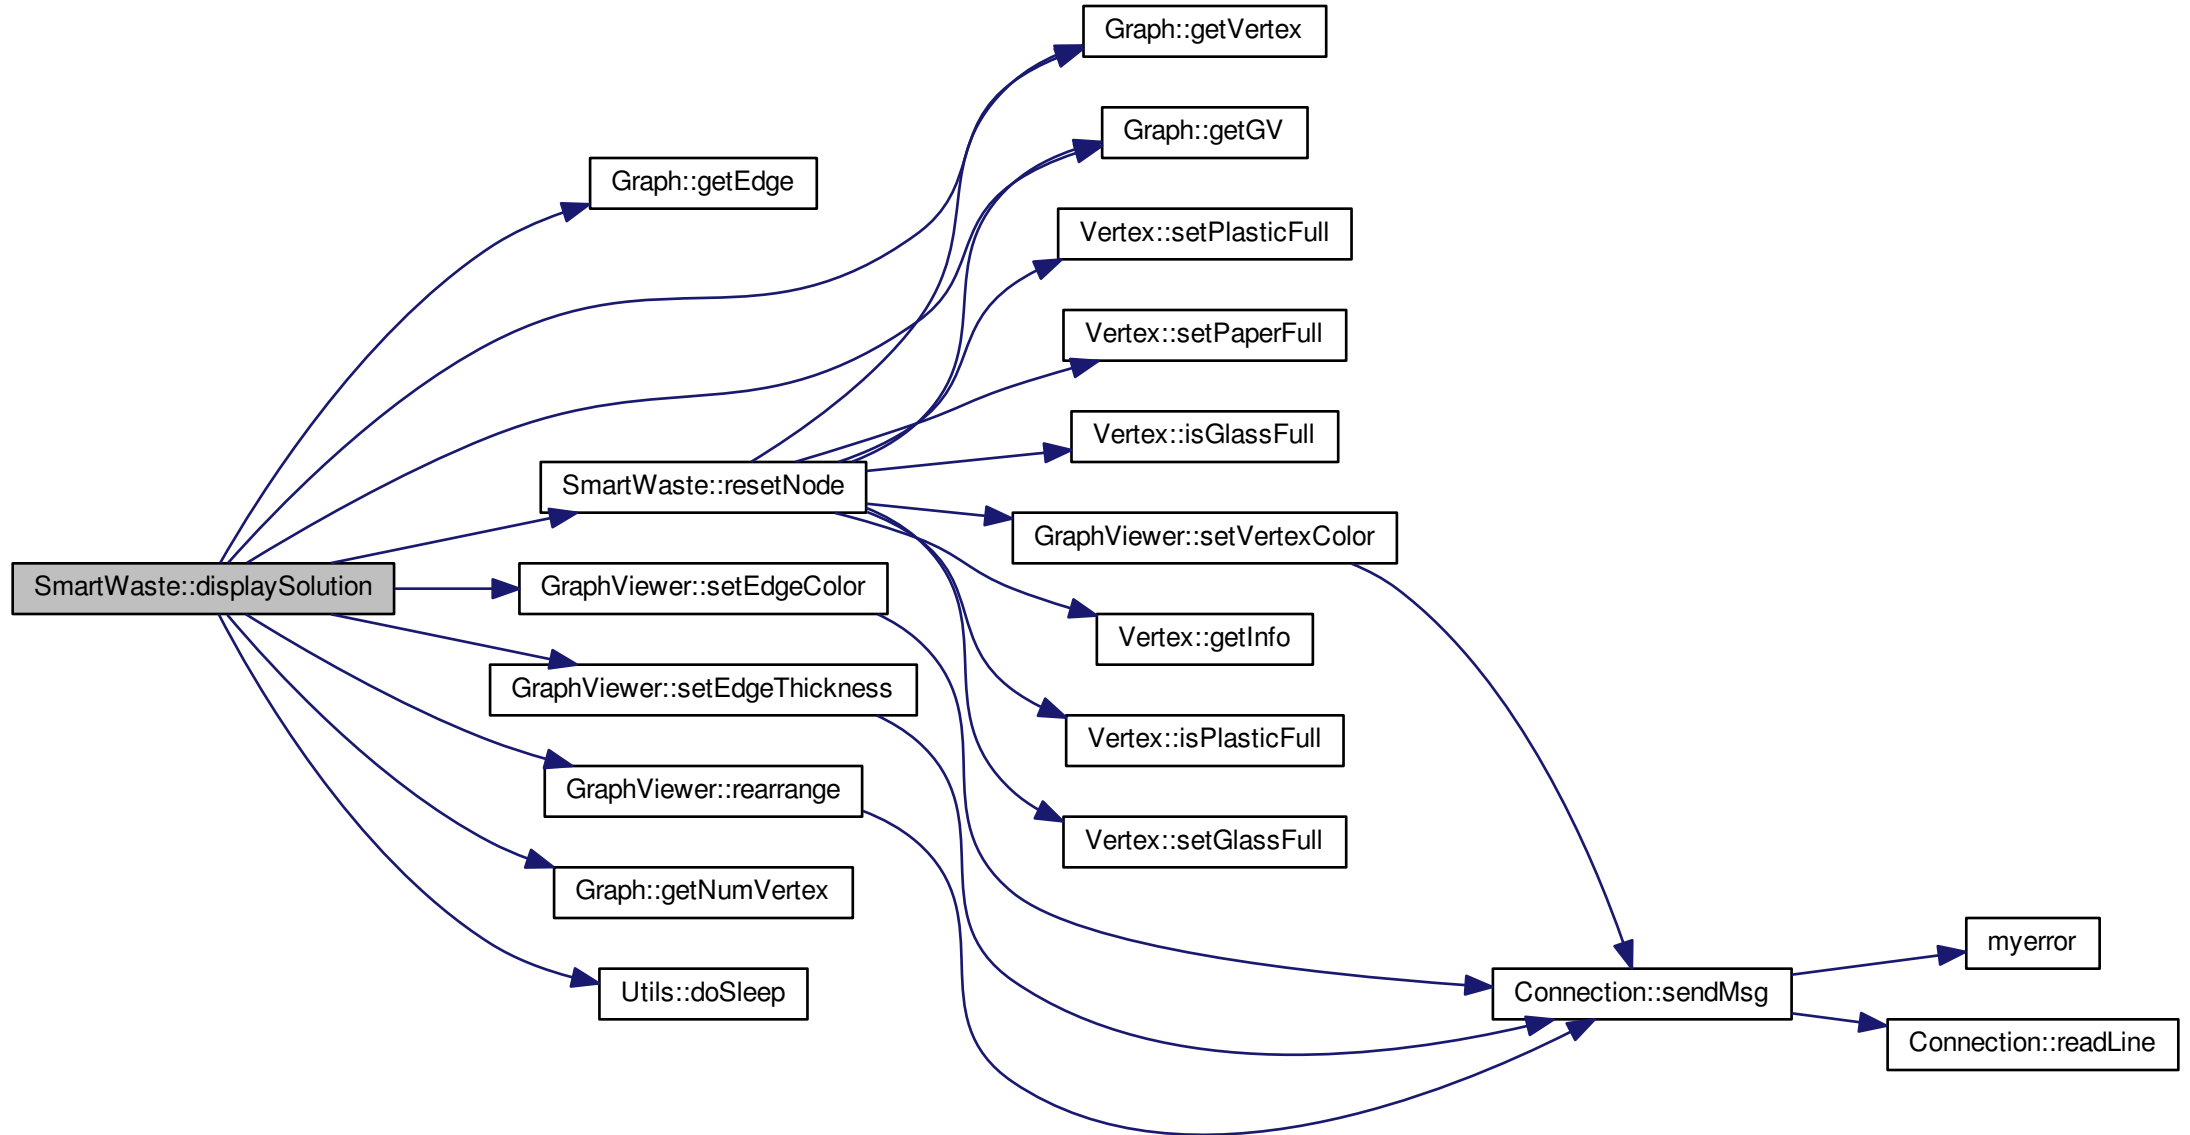 Graph::getVertex
Graph::getGV
Graph::getEdge
Vertex::setPlasticFull
Vertex::setPaperFull
Vertex::isGlassFull
SmartWaste::resetNode
GraphViewer::setVertexColor
SmartWaste::displaySolution
GraphViewer::setEdgeColor
Vertex::getInfo
GraphViewer::setEdgeThickness
Vertex::isPlasticFull
GraphViewer::rearrange
Vertex::setGlassFull
Graph::getNumVertex
myerror
Utils::doSleep
Connection::sendMsg
Connection::readLine